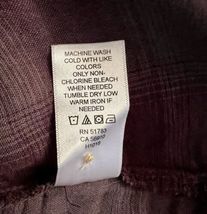 MACHINE WASH
COLD WITH LIKE
COLORS
ONLY NON-
CHLORINE BLEACH
WHEN NEEDED
TUMBLE DRY LOW
WARM IRON IF
NEEDED
RN 51783
CA
H1019